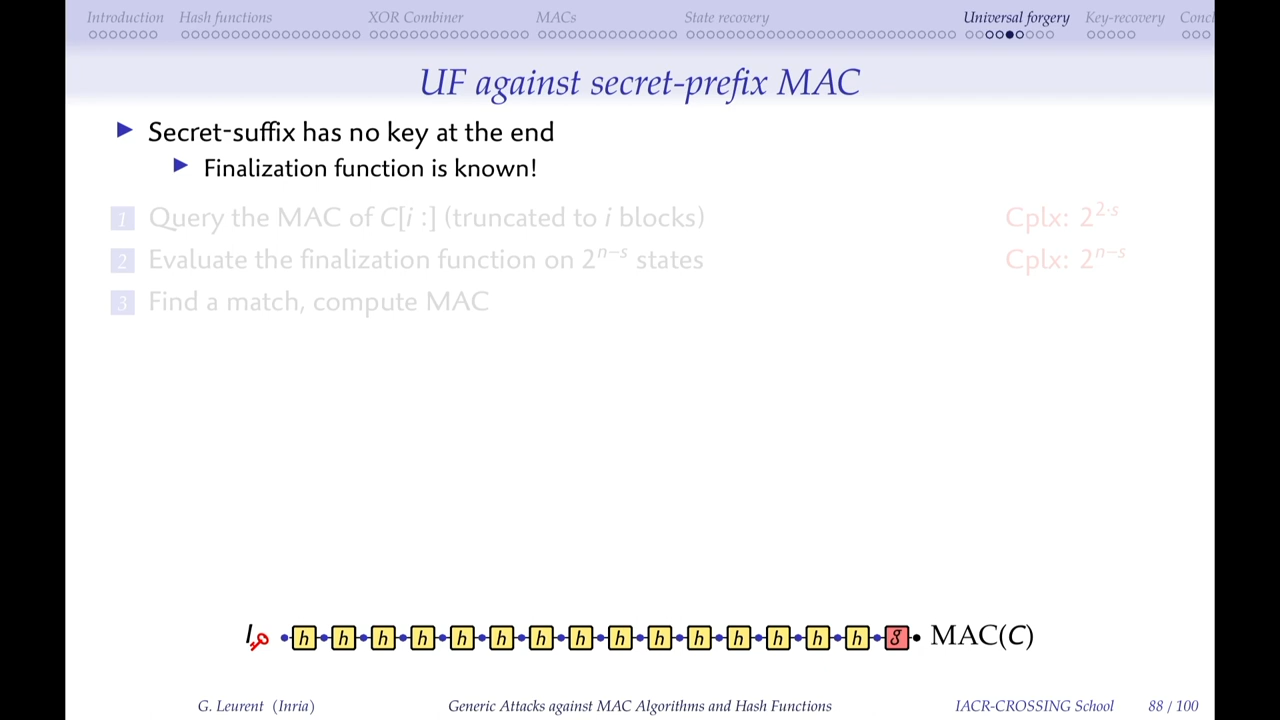 Introduction Hash functions XOR Combiner MACs State recovery Universal forgery Key-recovery Concl
UF against secret-prefix MAC
Secret-suffix has no key at the end
Finalization function is known!
1 Query the MAC of C[i :] (truncated to i blocks) Cplx: 2^{2·s}
2 Evaluate the finalization function on 2^{n−s} states Cplx: 2^{n−s}
3 Find a match, compute MAC
I h h h h h h h h h h h h h h h g MAC(C)
G. Leurent (Inria) Generic Attacks against MAC Algorithms and Hash Functions IACR-CROSSING School 88 / 100